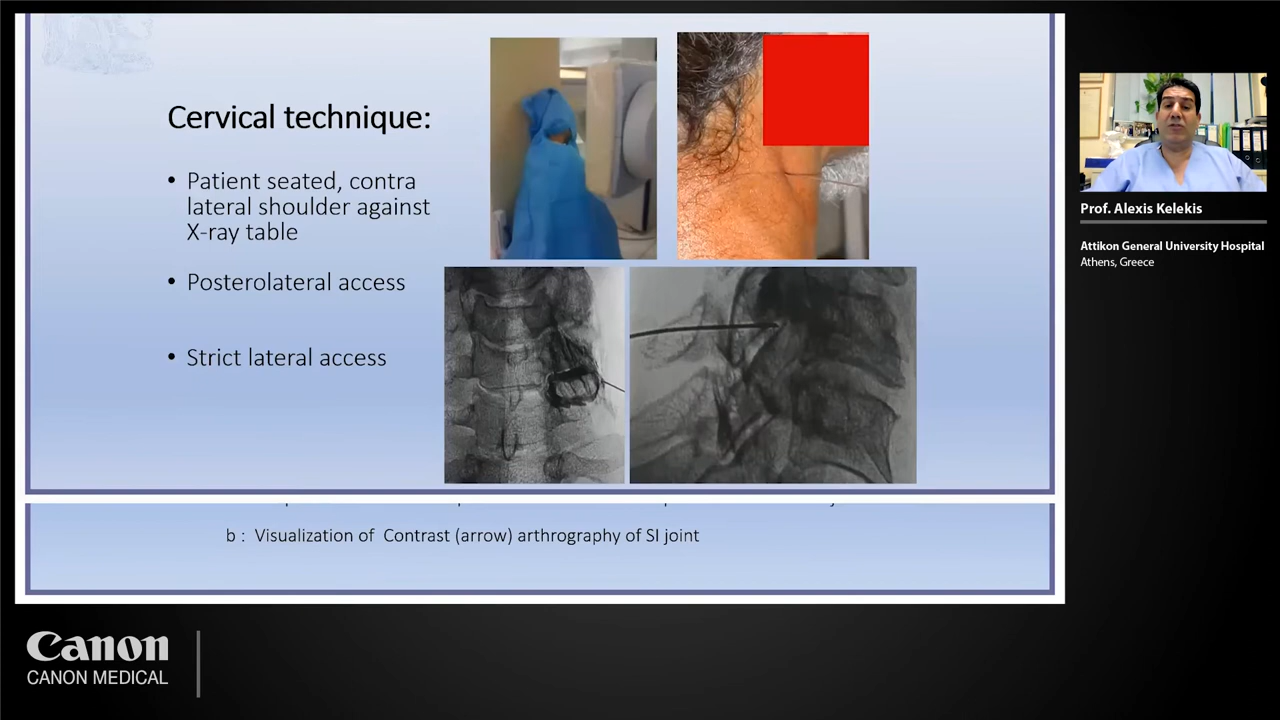 Cervical technique:
• Patient seated, contra
lateral shoulder against
X-ray table
• Posterolateral access
• Strict lateral access
b : Visualization of Contrast (arrow) arthrography of SI joint
Prof. Alexis Kelekis
Attikon General University Hospital
Athens, Greece
Canon
CANON MEDICAL